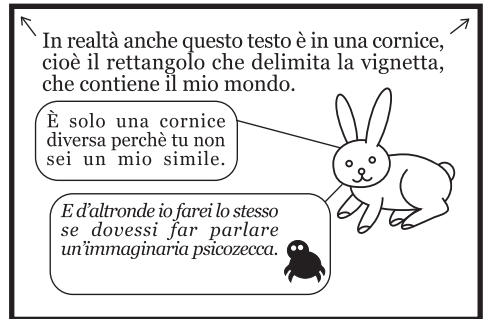 In realtà anche questo testo è in una cornice,
cioè il rettangolo che delimita la vignetta,
che contiene il mio mondo.
È solo una cornice
diversa perchè tu non
sei un mio simile.
E d'altronde io farei lo stesso
se dovessi far parlare
un'immaginaria psicozecca.